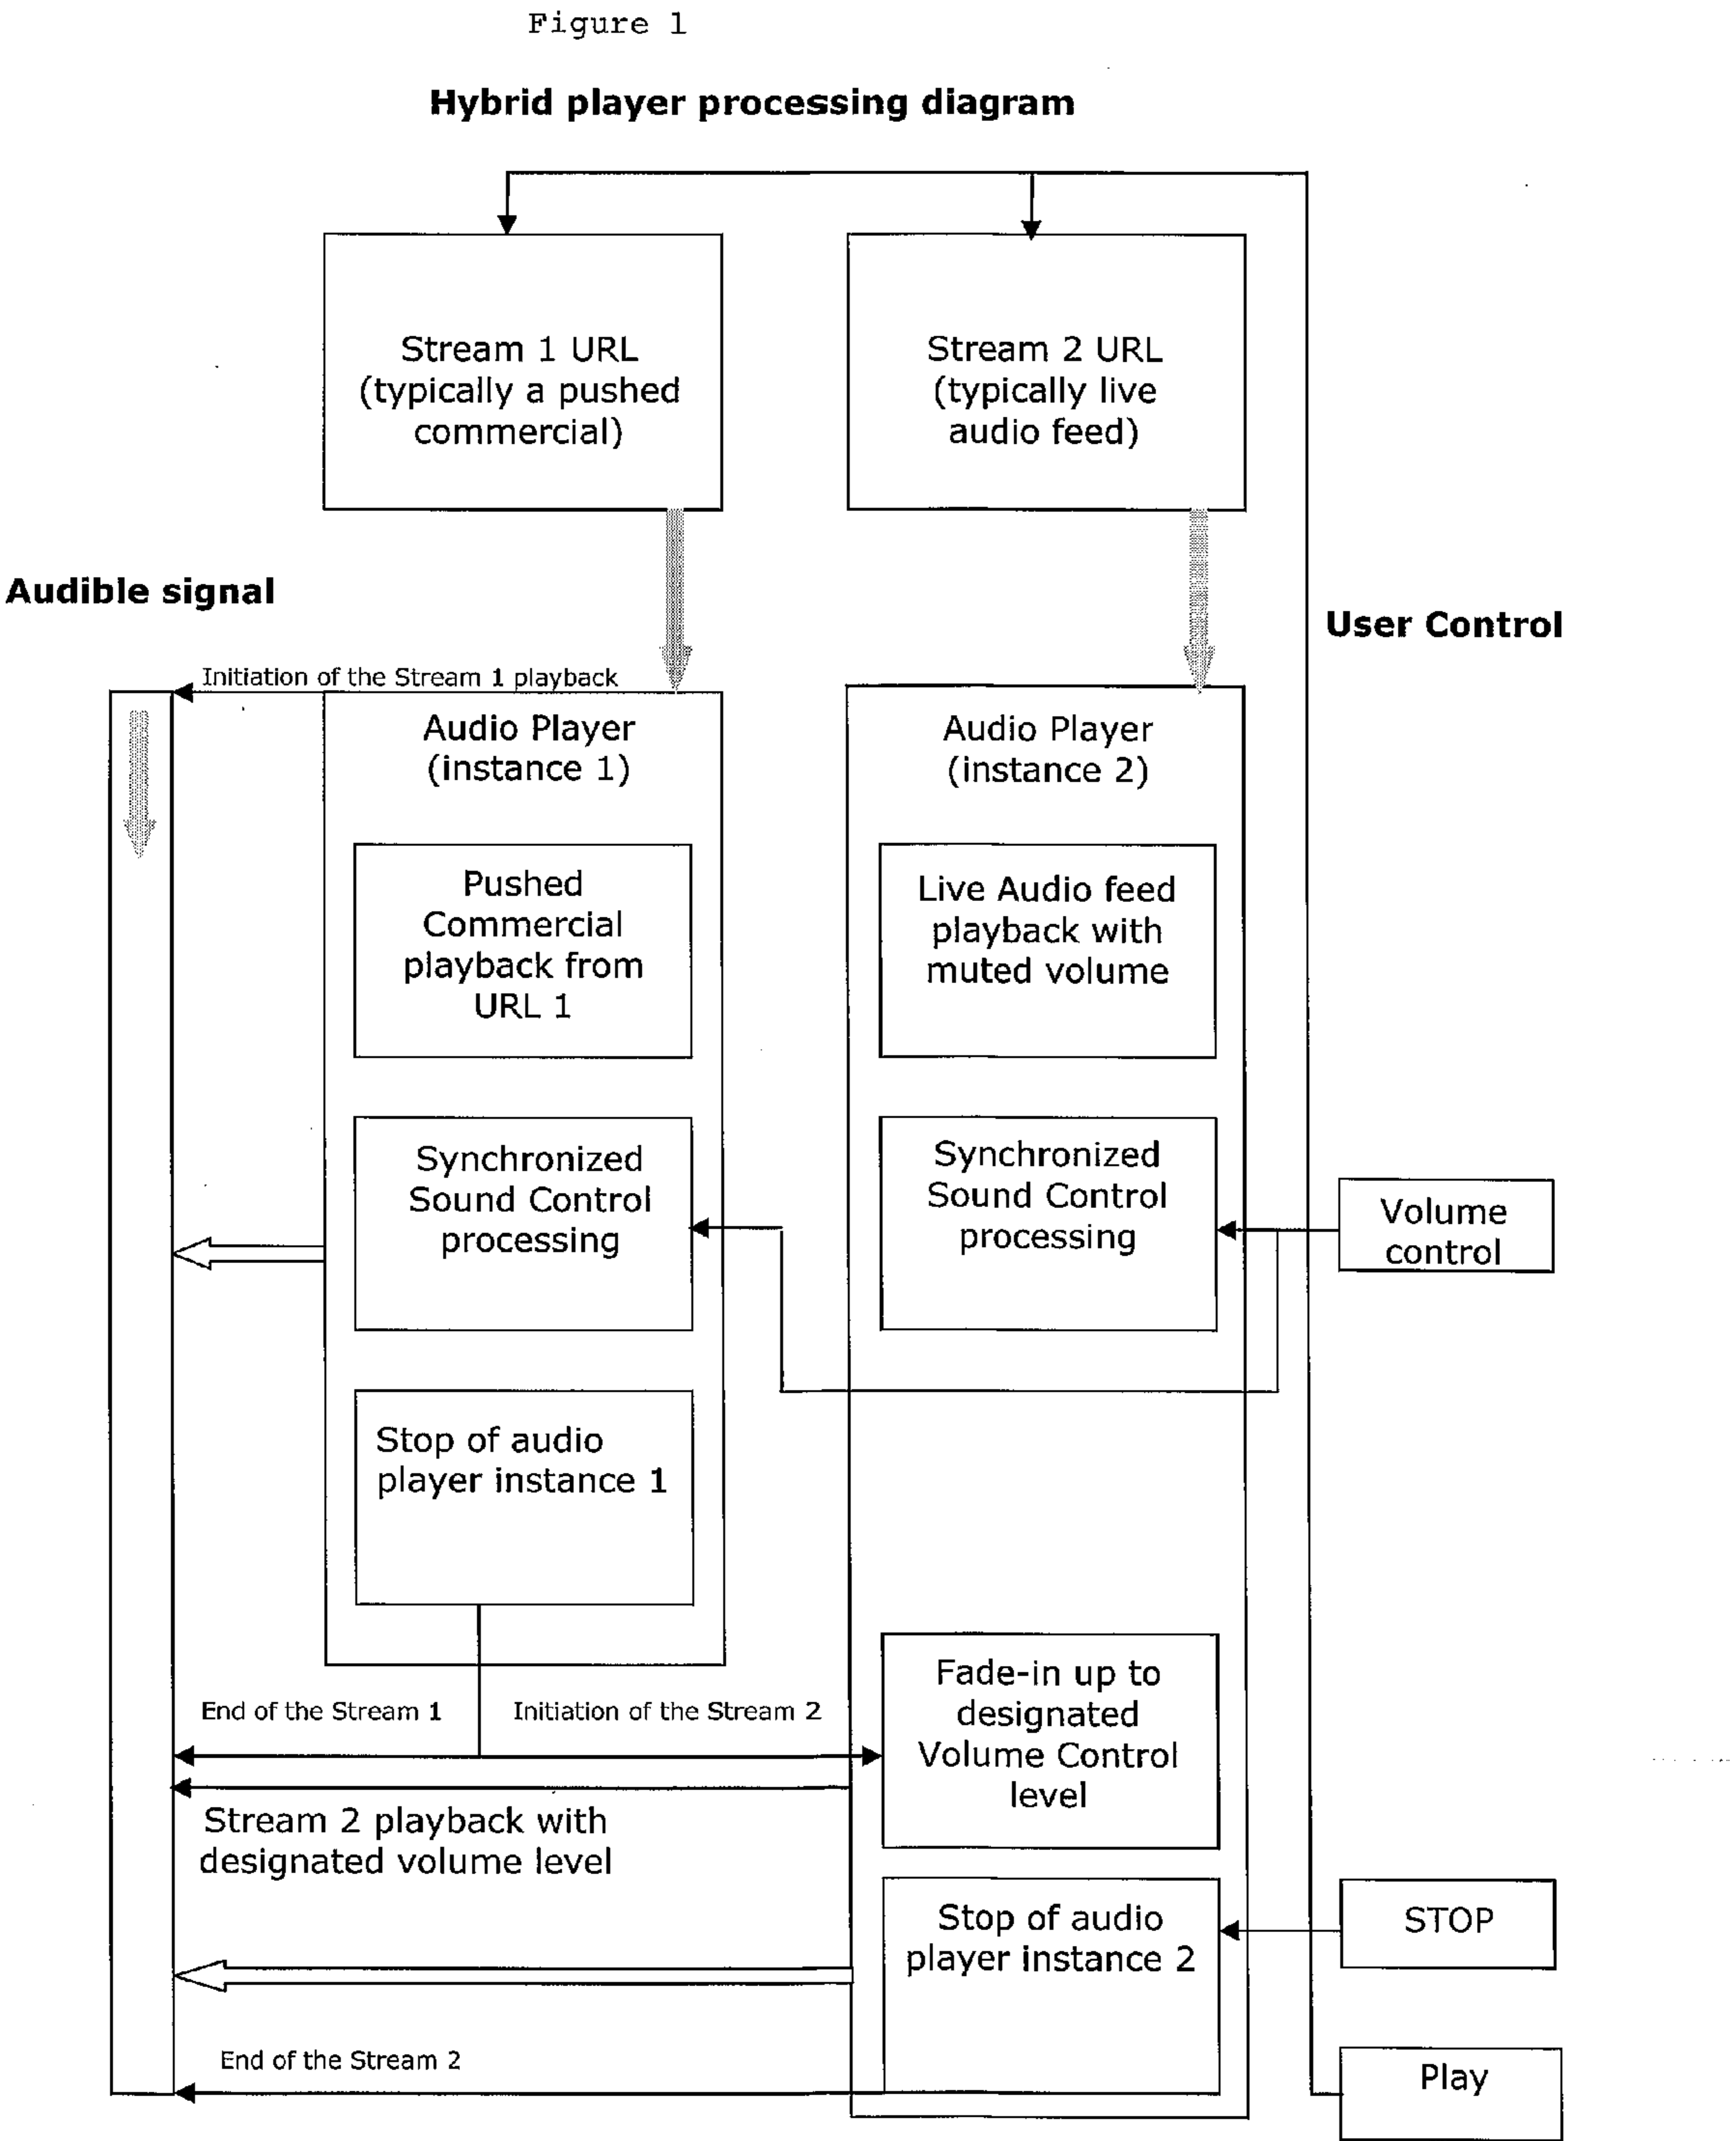 Figure 1
Hybrid player processing diagram
Stream 1 URL
(typically a pushed
commercial)
Stream 2 URL
(typically live
audio feed)
Audible signal
User Control
Initiation of the Stream 1 playback
Audio Player
(instance 1)
Audio Player
(instance 2)
Pushed
Commercial
playback from
URL 1
Live Audio feed
playback with
muted volume
Synchronized
Sound Control
processing
Synchronized
Sound Control
processing
Volume
control
Stop of audio
player instance 1
Fade-in up to
designated
Volume Control
level
End of the Stream 1
Initiation of the Stream 2
Stream 2 playback with
designated volume level
Stop of audio
player instance 2
STOP
End of the Stream 2
Play